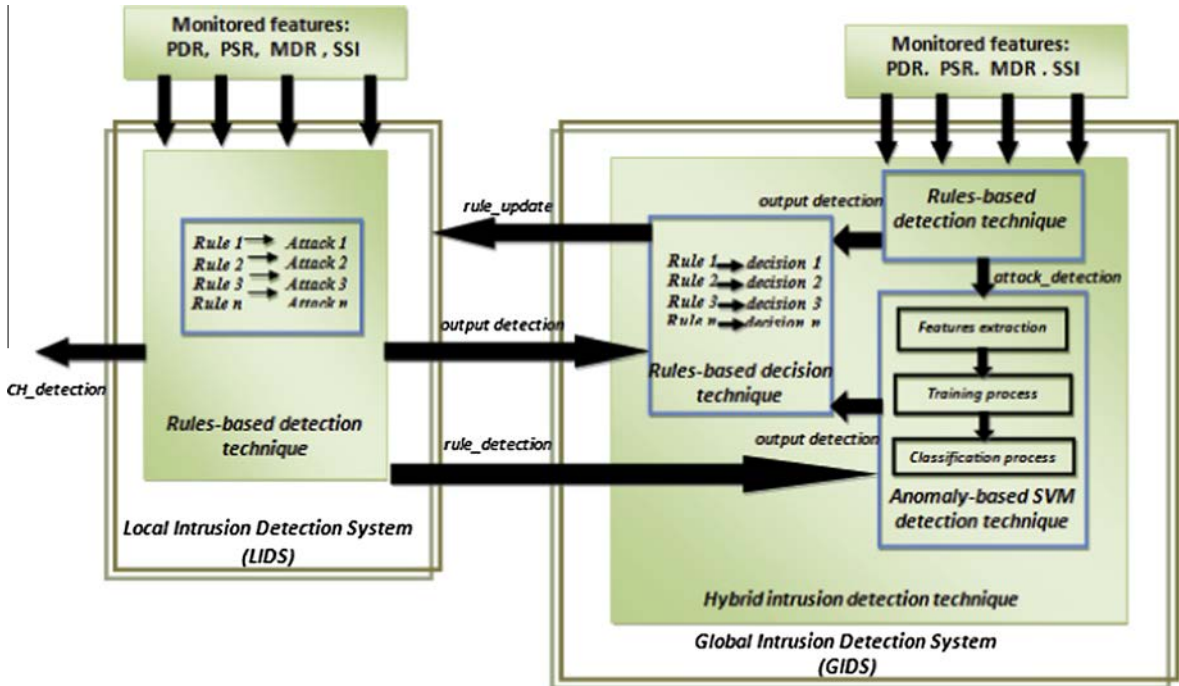 Monitored features:
PDR, PSR, MDR , SSI
Monitored features:
PDR. PSR. MDR . SSI
rule_update
Rule 1 Attack 1
Rule 2 Attack 2
Rule 3 Attack 3
Rule n Attack n
output detection
CH_detection
Rules-based detection
technique
rule_detection
Local Intrusion Detection System
(LIDS)
output detection
Rules-based
detection technique
Rule 1 decision 1
Rule 2 decision 2
Rule 3 decision 3
Rule n decision n
Rules-based decision
technique
attack_detection
Features extraction
Training process
Classification process
output detection
Anomaly-based SVM
detection technique
Hybrid intrusion detection technique
Global Intrusion Detection System
(GIDS)